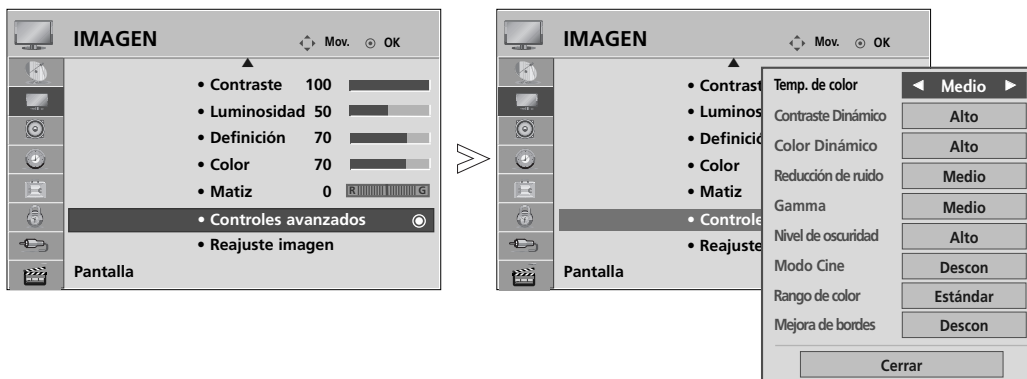 IMAGEN
Mov. OK
• Contraste 100
• Luminosidad 50
• Definición 70
• Color 70
• Matiz 0 R G
• Controles avanzados
• Reajuste imagen
Pantalla
IMAGEN
Mov. OK
• Contrast
• Luminos
• Definició
• Color
• Matiz
• Controle
• Reajuste
Pantalla
Temp. de color Medio
Contraste Dinámico Alto
Color Dinámico Alto
Reducción de ruido Medio
Gamma Medio
Nivel de oscuridad Alto
Modo Cine Descon
Rango de color Estándar
Mejora de bordes Descon
Cerrar